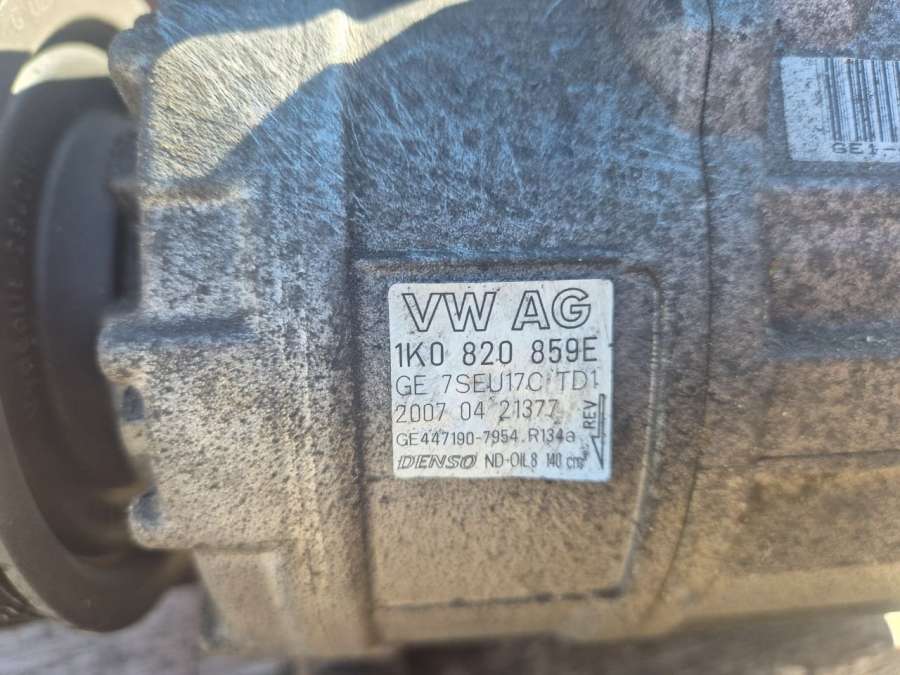 VW AG
1K0 820 859E
GE 7SEU17C TD1
2007 04 21377
GE447190-7954 R134a
DENSO ND-OIL8 140 cm³
REV
GE1-